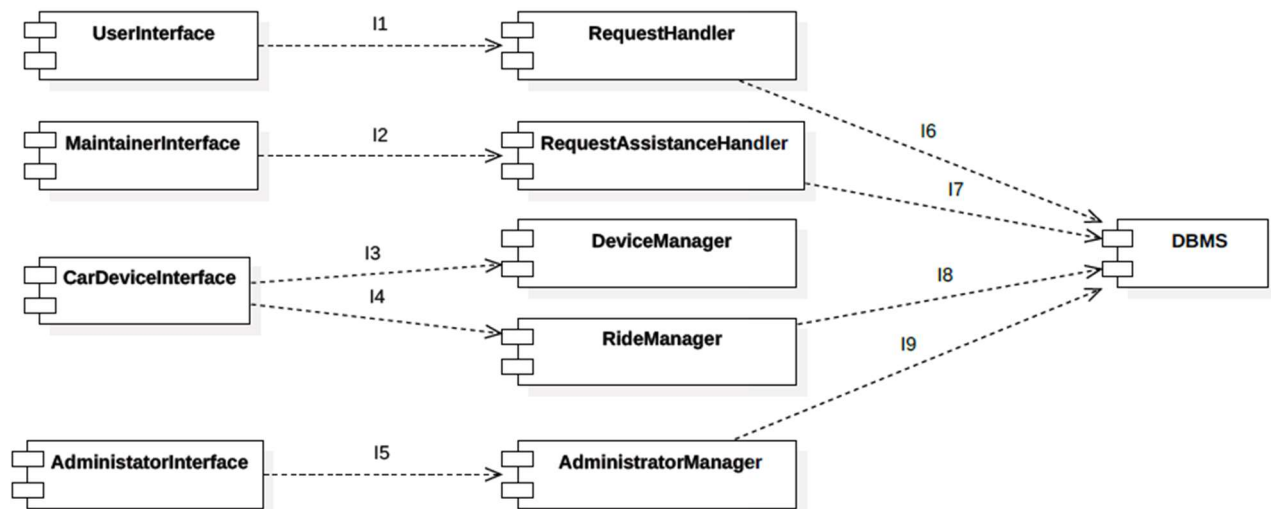 UserInterface
I1
RequestHandler
I6
MaintainerInterface
I2
RequestAssistanceHandler
I7
DeviceManager
DBMS
CarDeviceInterface
I3
I4
I8
RideManager
I9
AdministatorInterface
I5
AdministratorManager